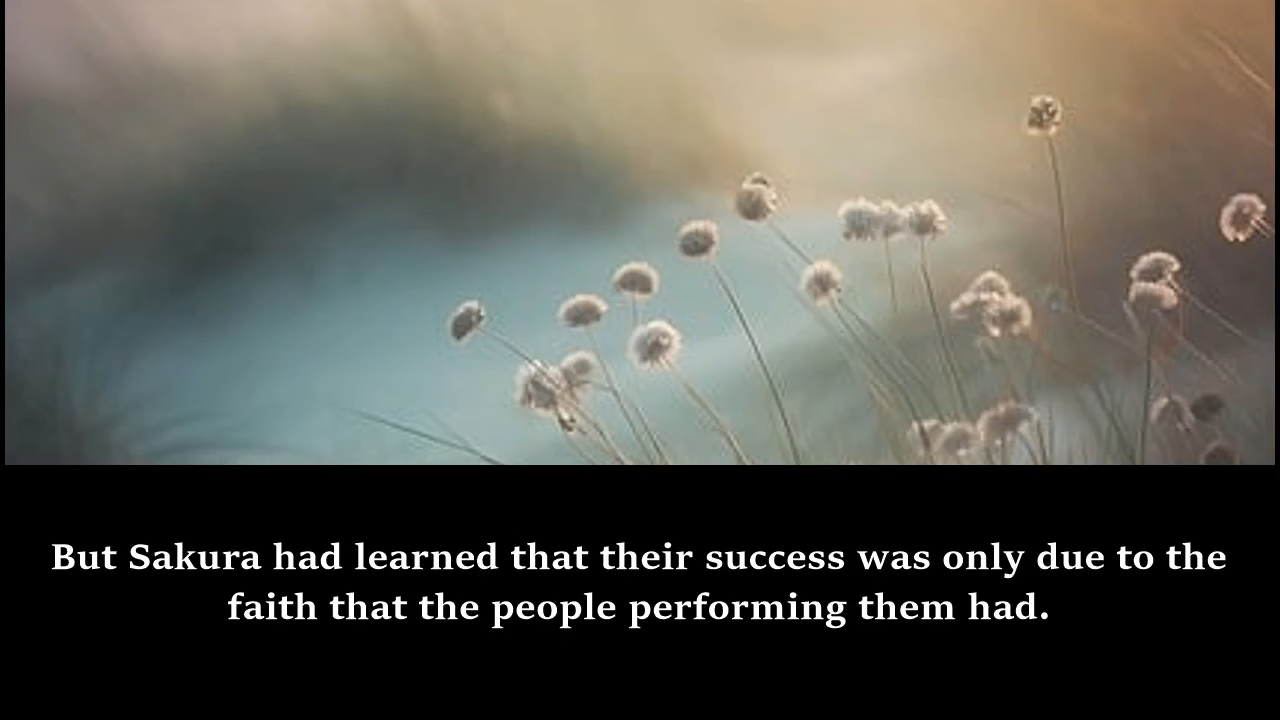 But Sakura had learned that their success was only due to the
faith that the people performing them had.